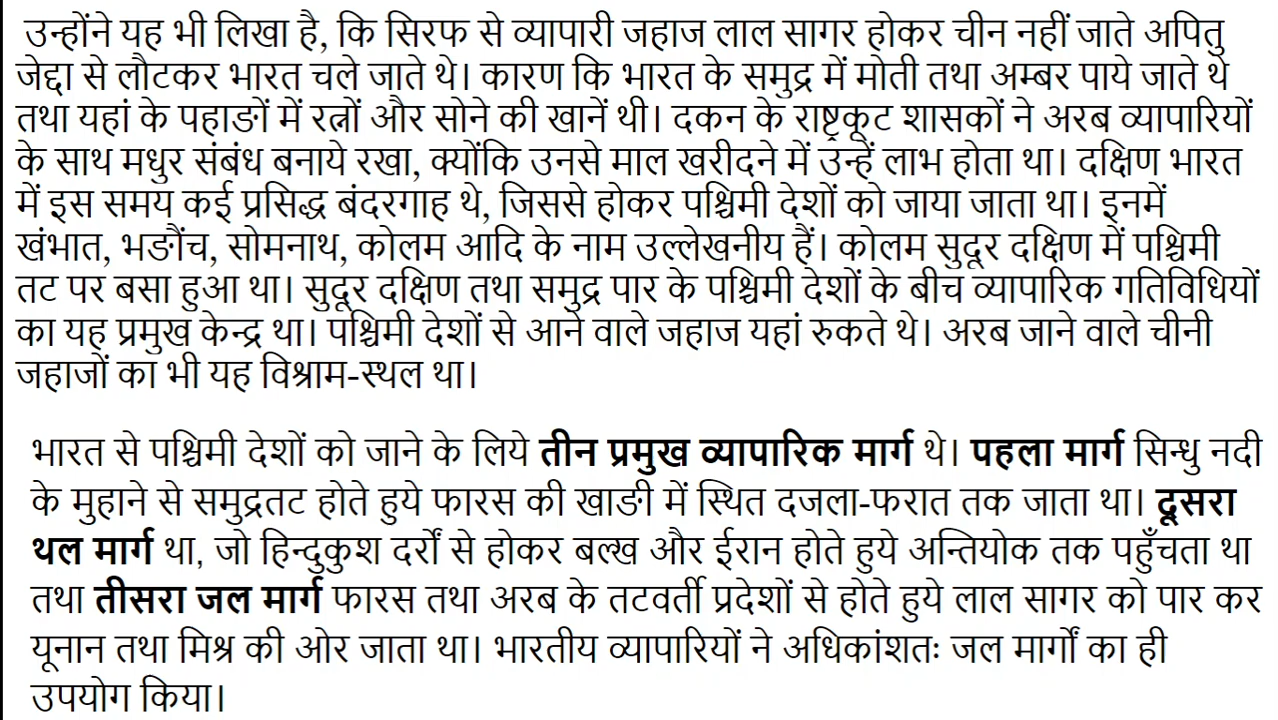 उन्होंने यह भी लिखा है, कि सिरफ से व्यापारी जहाज लाल सागर होकर चीन नहीं जाते अपितु
जेद्दा से लौटकर भारत चले जाते थे। कारण कि भारत के समुद्र में मोती तथा अम्बर पाये जाते थे
तथा यहां के पहाङों में रत्नों और सोने की खानें थी। दकन के राष्ट्रकूट शासकों ने अरब व्यापारियों
के साथ मधुर संबंध बनाये रखा, क्योंकि उनसे माल खरीदने में उन्हें लाभ होता था। दक्षिण भारत
में इस समय कई प्रसिद्ध बंदरगाह थे, जिससे होकर पश्चिमी देशों को जाया जाता था। इनमें
खंभात, भङौंच, सोमनाथ, कोलम आदि के नाम उल्लेखनीय हैं। कोलम सुदूर दक्षिण में पश्चिमी
तट पर बसा हुआ था। सुदूर दक्षिण तथा समुद्र पार के पश्चिमी देशों के बीच व्यापारिक गतिविधियों
का यह प्रमुख केन्द्र था। पश्चिमी देशों से आने वाले जहाज यहां रुकते थे। अरब जाने वाले चीनी
जहाजों का भी यह विश्राम-स्थल था।
भारत से पश्चिमी देशों को जाने के लिये तीन प्रमुख व्यापारिक मार्ग थे। पहला मार्ग सिन्धु नदी
के मुहाने से समुद्रतट होते हुये फारस की खाङी में स्थित दजला-फरात तक जाता था। दूसरा
थल मार्ग था, जो हिन्दुकुश दर्रों से होकर बल्ख और ईरान होते हुये अन्तियोक तक पहुँचता था
तथा तीसरा जल मार्ग फारस तथा अरब के तटवर्ती प्रदेशों से होते हुये लाल सागर को पार कर
यूनान तथा मिश्र की ओर जाता था। भारतीय व्यापारियों ने अधिकांशतः जल मार्गों का ही
उपयोग किया।